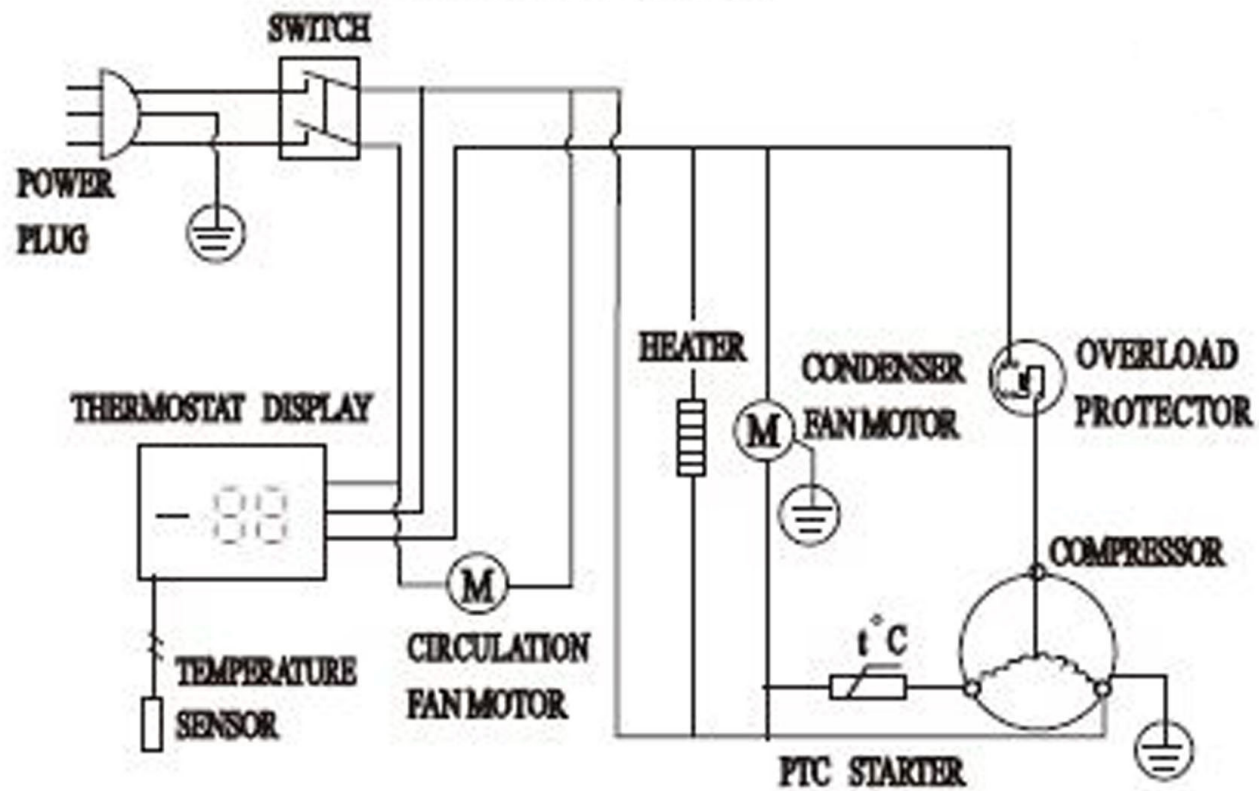 SWITCH
POWER
PLUG
HEATER
CONDENSER
FAN MOTOR
OVERLOAD
PROTECTOR
THERMOSTAT DISPLAY
M
88
M
COMPRESSOR
CIRCULATION
FAN MOTOR
t°C
TEMPERATURE
SENSOR
PTC STARTER